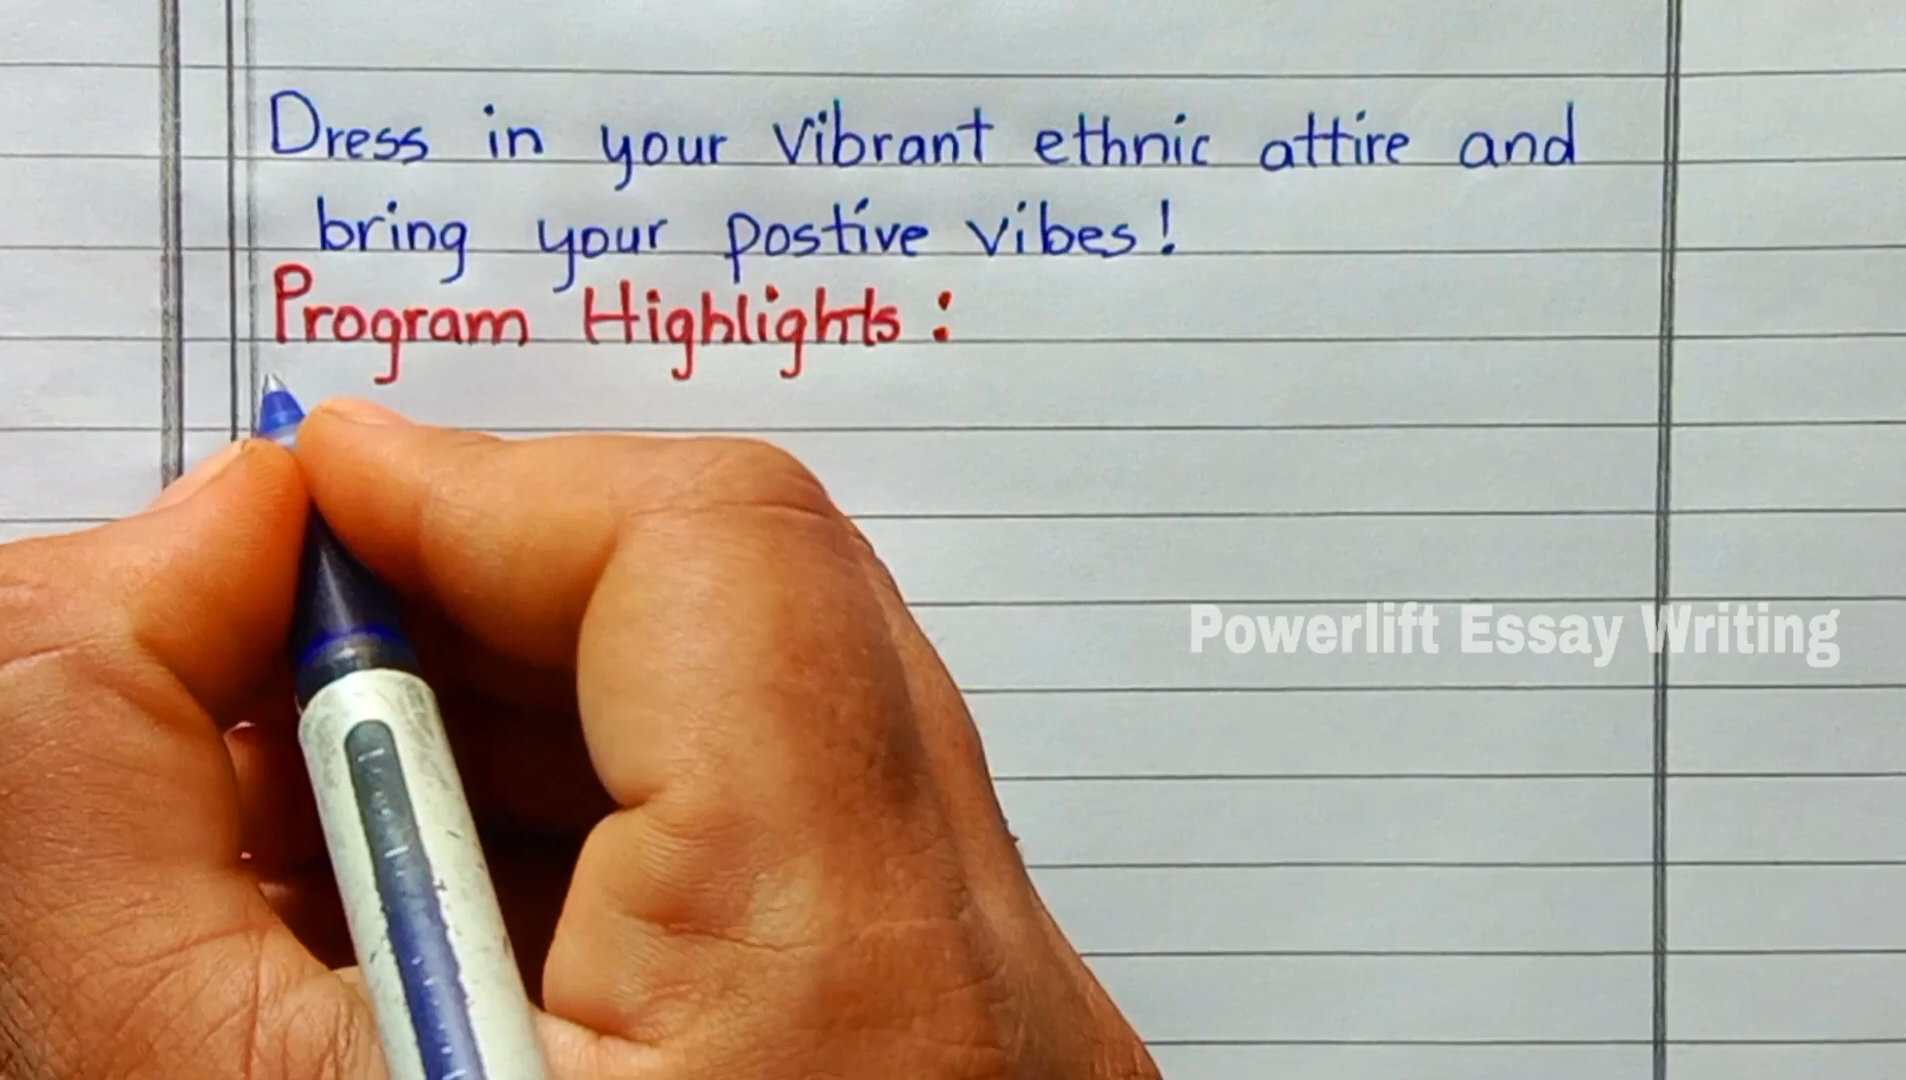 Dress in your vibrant ethnic attire and
bring your postive vibes!
Program Highlights :
Powerlift Essay Writing